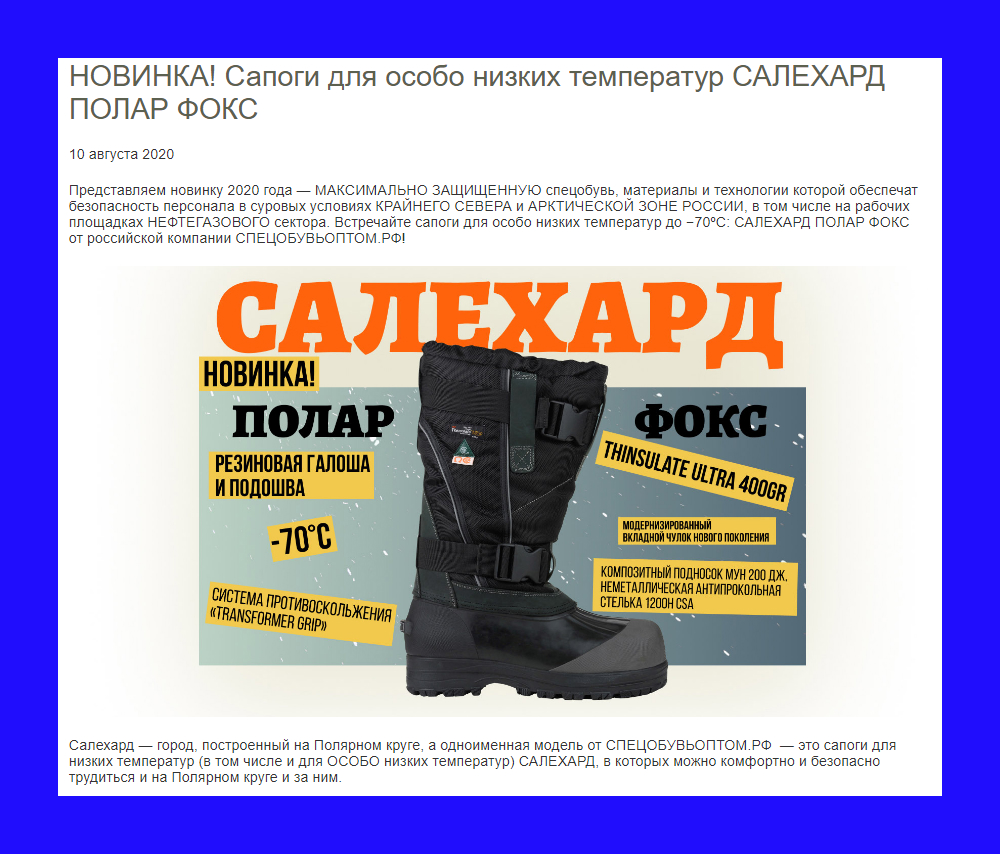 НОВИНКА! Сапоги для особо низких температур САЛЕХАРД
ПОЛАР ФОКС
10 августа 2020
Представляем новинку 2020 года — МАКСИМАЛЬНО ЗАЩИЩЕННУЮ спецобувь, материалы и технологии которой обеспечат
безопасность персонала в суровых условиях КРАЙНЕГО СЕВЕРА и АРКТИЧЕСКОЙ ЗОНЕ РОССИИ, в том числе на рабочих
площадках НЕФТЕГАЗОВОГО сектора. Встречайте сапоги для особо низких температур до −70ºC: САЛЕХАРД ПОЛАР ФОКС
от российской компании СПЕЦОБУВЬОПТОМ.РФ!
САЛЕХАРД
НОВИНКА!
ПОЛАР
ФОКС
РЕЗИНОВАЯ ГАЛОША
И ПОДОШВА
-70°C
СИСТЕМА ПРОТИВОСКОЛЬЖЕНИЯ
«TRANSFORMER GRIP»
THINSULATE ULTRA 400GR
МОДЕРНИЗИРОВАННЫЙ
ВКЛАДНОЙ ЧУЛОК НОВОГО ПОКОЛЕНИЯ
КОМПОЗИТНЫЙ ПОДНОСОК МУН 200 ДЖ.
НЕМЕТАЛЛИЧЕСКАЯ АНТИПРОКОЛЬНАЯ
СТЕЛЬКА 1200Н CSA
Салехард — город, построенный на Полярном круге, а одноименная модель от СПЕЦОБУВЬОПТОМ.РФ — это сапоги для
низких температур (в том числе и для ОСОБО низких температур) САЛЕХАРД, в которых можно комфортно и безопасно
трудиться и на Полярном круге и за ним.